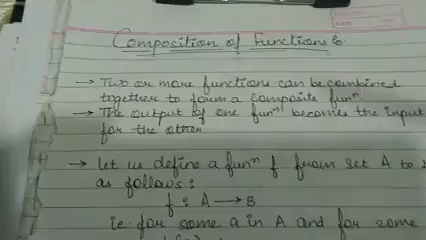 Composition of Functions :
→ Two or more functions can be combined
together to form a composite funⁿ.
→ The output of one funⁿ becomes the input
for the other
→ Let us define a funⁿ f from set A to
as follows :
f : A → B
i.e. for some a in A and for some